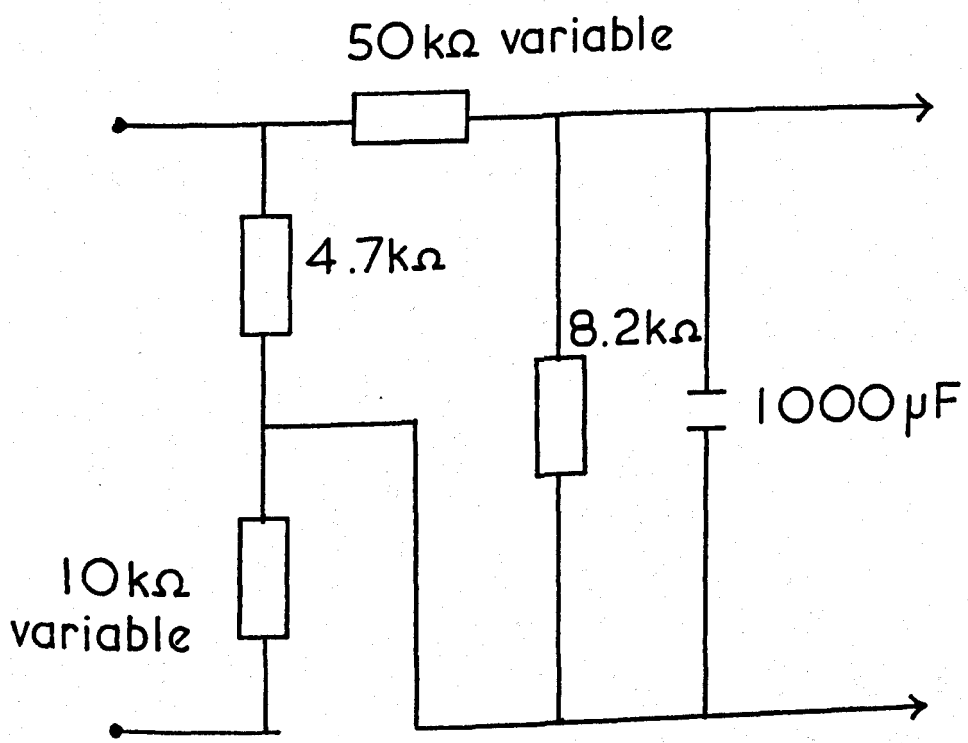 50kΩ variable
4.7kΩ
8.2kΩ
1000µF
10kΩ
variable